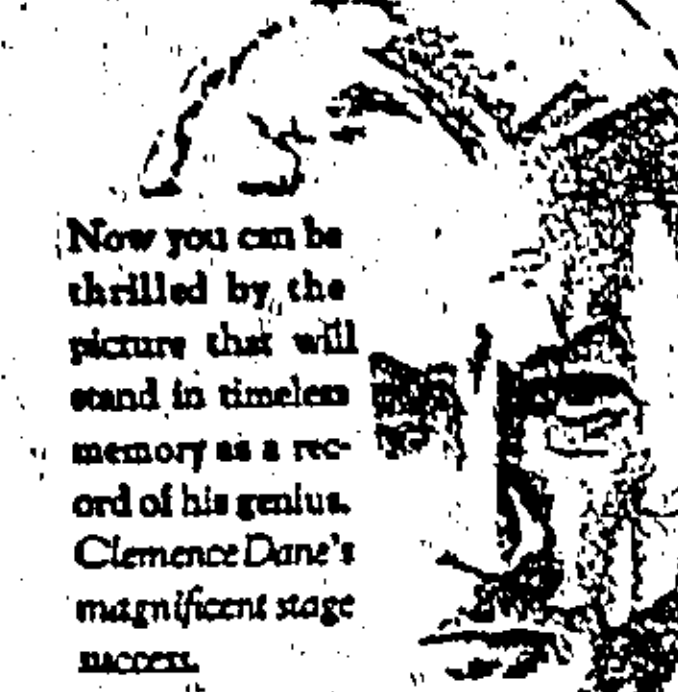 Now you can be
thrilled by the
picture that will
stand in timeless
memory as a rec-
ord of his genius.
Clemence Dane's
magnificent stage
success.